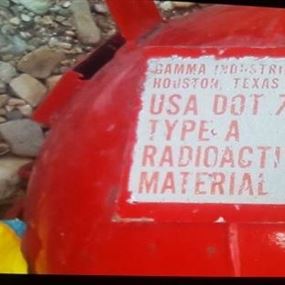 GAMMA INDUSTRI
HOUSTON, TEXAS
USA DOT 7
TYPE A
RADIOACTI
MATERIAL